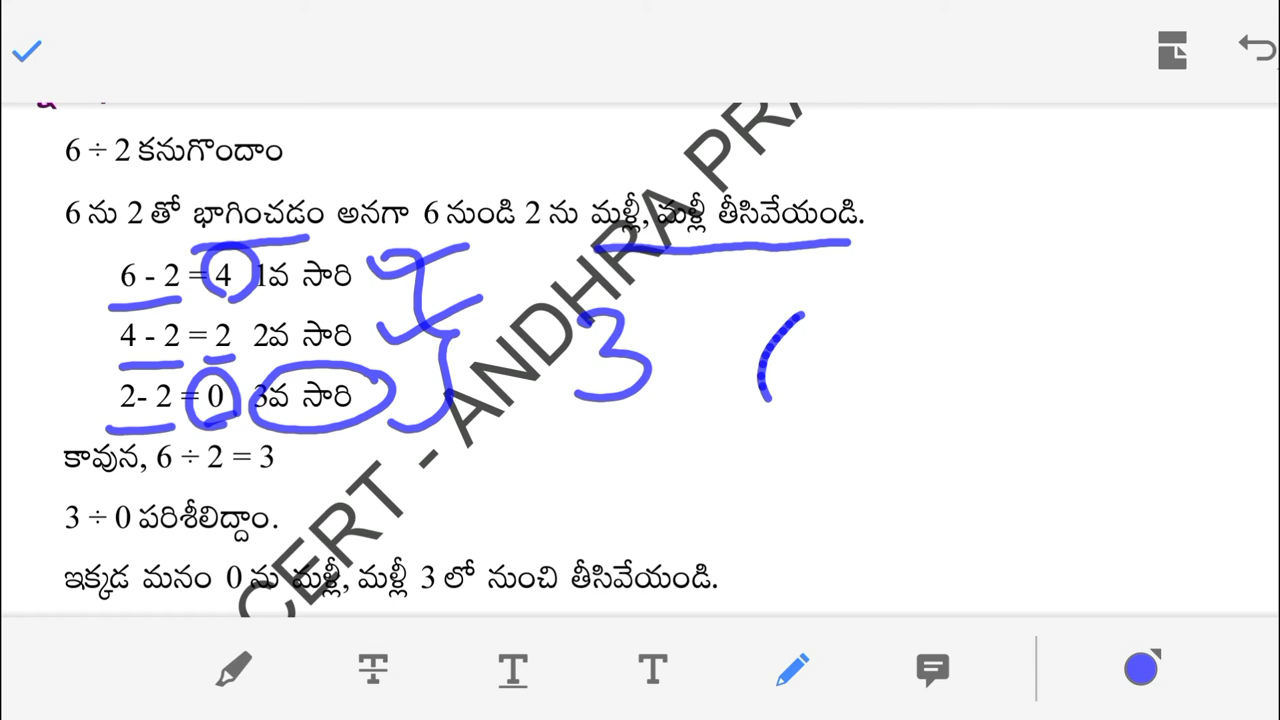 6 ÷ 2 కనుగొందాం
6 ను 2 తో భాగించడం అనగా 6 నుండి 2 ను మళ్లీ, మళ్లీ తీసివేయండి.
6 - 2 = 4 1వ సారి
4 - 2 = 2 2వ సారి
2- 2 = 0 3వ సారి
3
కావున, 6 ÷ 2 = 3
3 ÷ 0 పరిశీలిద్దాం.
ఇక్కడ మనం 0 ను మళ్లీ, మళ్లీ 3 లో నుంచి తీసివేయండి.
CERT - ANDHRA PRA